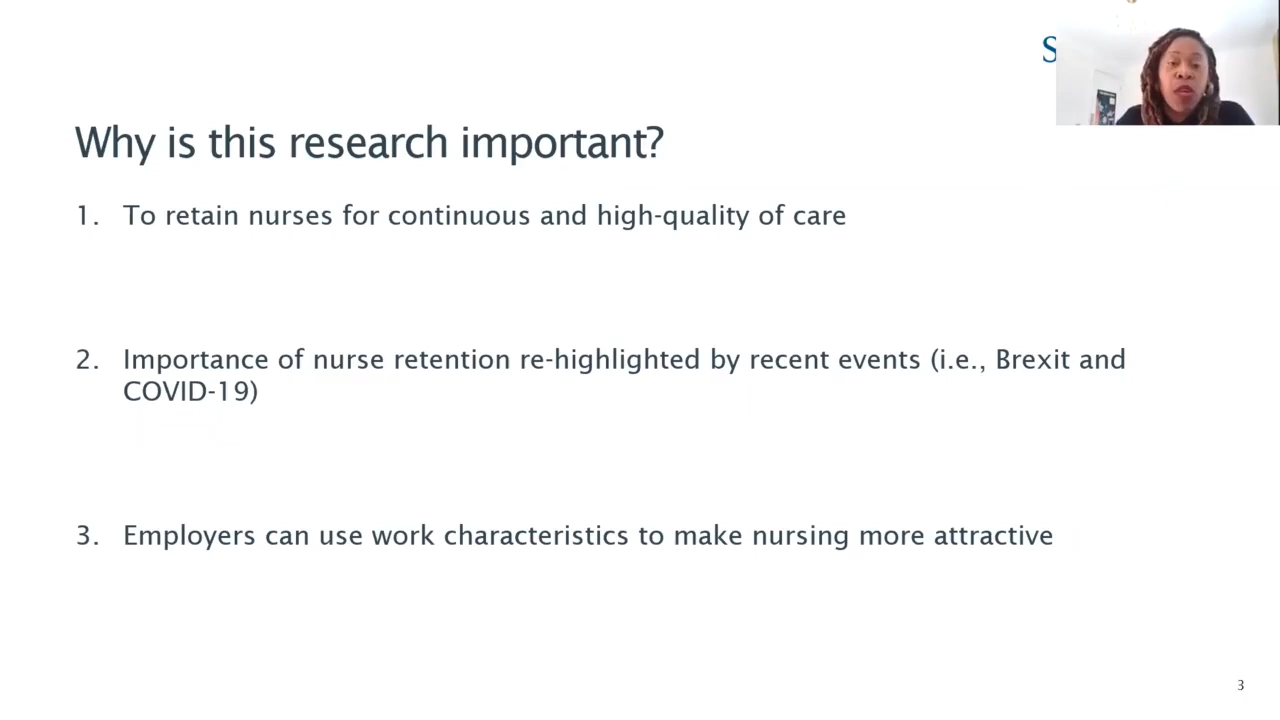 S
Why is this research important?
1. To retain nurses for continuous and high-quality of care
2. Importance of nurse retention re-highlighted by recent events (i.e., Brexit and
COVID-19)
3. Employers can use work characteristics to make nursing more attractive
3